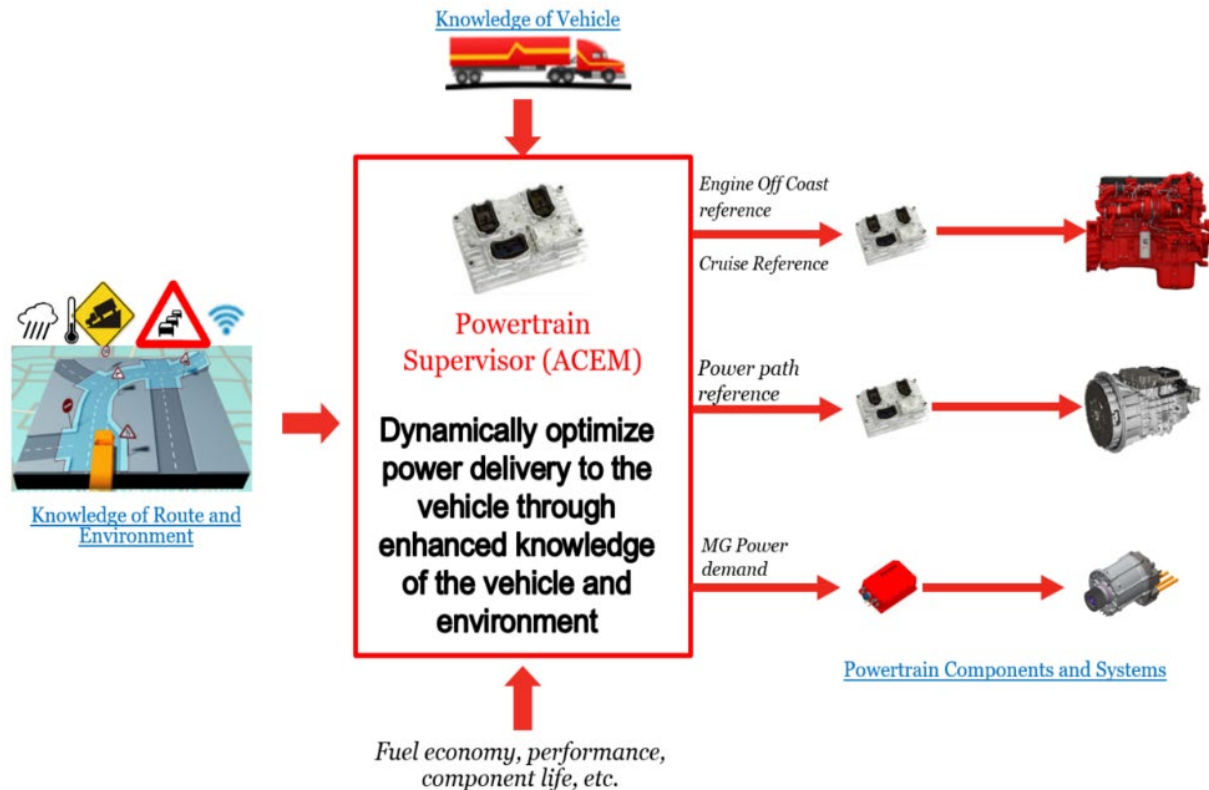 Knowledge of Vehicle
Engine Off Coast
reference
Cruise Reference
Powertrain
Supervisor (ACEM)
Power path
reference
Dynamically optimize
power delivery to the
vehicle through
enhanced knowledge
of the vehicle and
environment
Knowledge of Route and
Environment
MG Power
demand
Powertrain Components and Systems
Fuel economy, performance,
component life, etc.